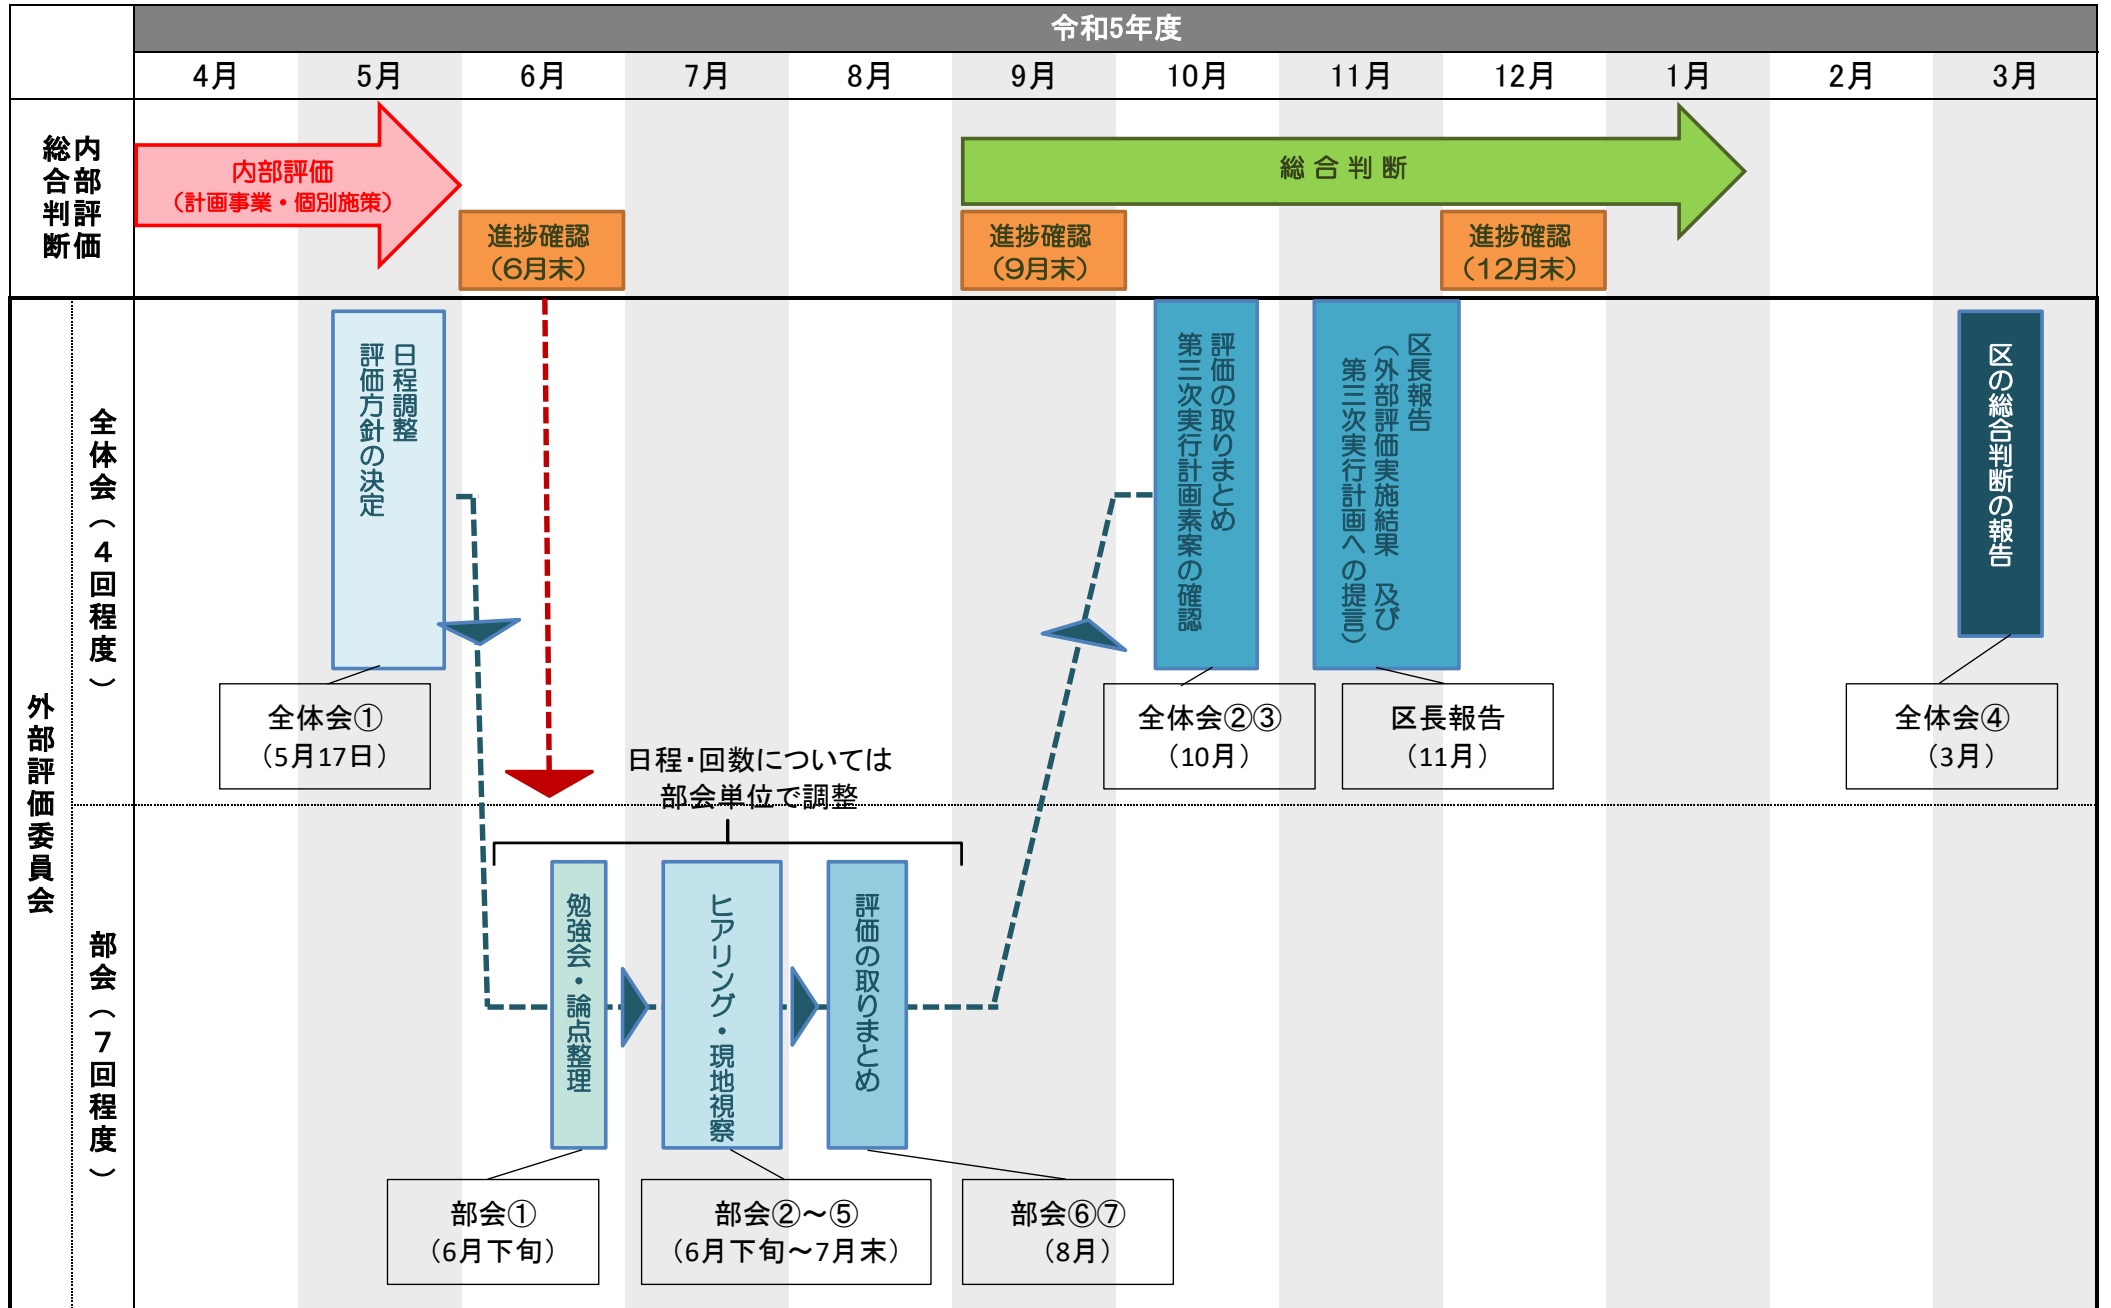 令和5年度
4月
5月
6月
7月
8月
9月
10月
11月
12月
1月
2月
3月
内部評価
総合判断
内部評価
（計画事業・個別施策）
総合判断
進捗確認
（6月末）
進捗確認
（9月末）
進捗確認
（12月末）
外部評価委員会
全体会（4回程度）
日程調整
評価方針の決定
評価の取りまとめ
第三次実行計画素案の確認
区長報告
（外部評価実施結果 及び
第三次実行計画への提言）
区の総合判断の報告
全体会①
（5月17日）
全体会②③
（10月）
区長報告
（11月）
全体会④
（3月）
日程・回数については
部会単位で調整
部会（7回程度）
勉強会・論点整理
ヒアリング・現地視察
評価の取りまとめ
部会①
（6月下旬）
部会②～⑤
（6月下旬～7月末）
部会⑥⑦
（8月）